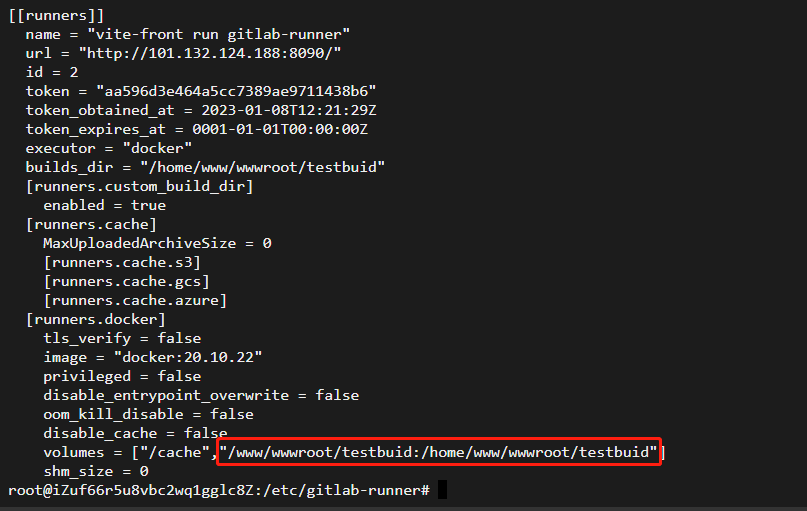 [[runners]]
name = "vite-front run gitlab-runner"
url = "http://101.132.124.188:8090/"
id = 2
token = "aa596d3e464a5cc7389ae9711438b6"
token_obtained_at = 2023-01-08T12:21:29Z
token_expires_at = 0001-01-01T00:00:00Z
executor = "docker"
builds_dir = "/home/www/wwwroot/testbuid"
[runners.custom_build_dir]
enabled = true
[runners.cache]
MaxUploadedArchiveSize = 0
[runners.cache.s3]
[runners.cache.gcs]
[runners.cache.azure]
[runners.docker]
tls_verify = false
image = "docker:20.10.22"
privileged = false
disable_entrypoint_overwrite = false
oom_kill_disable = false
disable_cache = false
volumes = ["/cache","/www/wwwroot/testbuid:/home/www/wwwroot/testbuid"]
shm_size = 0
root@iZuf66r5u8vbc2wq1gglc8Z:/etc/gitlab-runner#